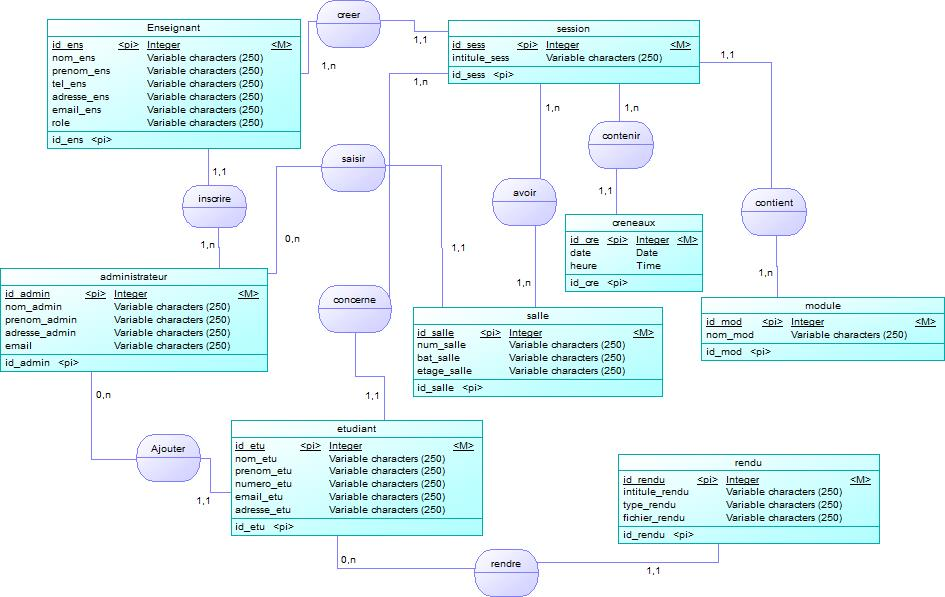 creer
1,1
1,n
Enseignant
id_ens <pi> Integer <M>
nom_ens Variable characters (250)
prenom_ens Variable characters (250)
tel_ens Variable characters (250)
adresse_ens Variable characters (250)
email_ens Variable characters (250)
role Variable characters (250)
id_ens <pi>
session
id_sess <pi> Integer <M>
intitule_sess Variable characters (250)
id_sess <pi>
1,1
1,n
1,n
1,n
contenir
1,1
saisir
1,1
inscrire
1,n
0,n
1,1
avoir
1,n
contient
1,n
creneaux
id_cre <pi> Integer <M>
date Date
heure Time
id_cre <pi>
administrateur
id_admin <pi> Integer <M>
nom_admin Variable characters (250)
prenom_admin Variable characters (250)
adresse_admin Variable characters (250)
email Variable characters (250)
id_admin <pi>
concerne
1,1
salle
id_salle <pi> Integer <M>
num_salle Variable characters (250)
bat_salle Variable characters (250)
etage_salle Variable characters (250)
id_salle <pi>
module
id_mod <pi> Integer <M>
nom_mod Variable characters (250)
id_mod <pi>
0,n
Ajouter
1,1
etudiant
id_etu <pi> Integer <M>
nom_etu Variable characters (250)
prenom_etu Variable characters (250)
numero_etu Variable characters (250)
email_etu Variable characters (250)
adresse_etu Variable characters (250)
id_etu <pi>
rendu
id_rendu <pi> Integer <M>
intitule_rendu Variable characters (250)
type_rendu Variable characters (250)
fichier_rendu Variable characters (250)
id_rendu <pi>
0,n
rendre
1,1